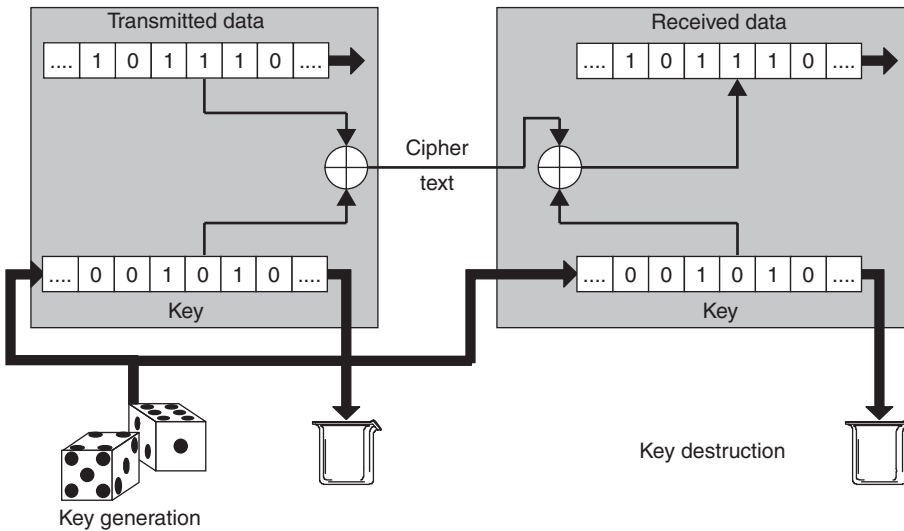 Transmitted data
.... 1 0 1 1 1 0 ....
Received data
.... 1 0 1 1 1 0 ....
Cipher
text
.... 0 0 1 0 1 0 ....
Key
.... 0 0 1 0 1 0 ....
Key
Key generation
Key destruction